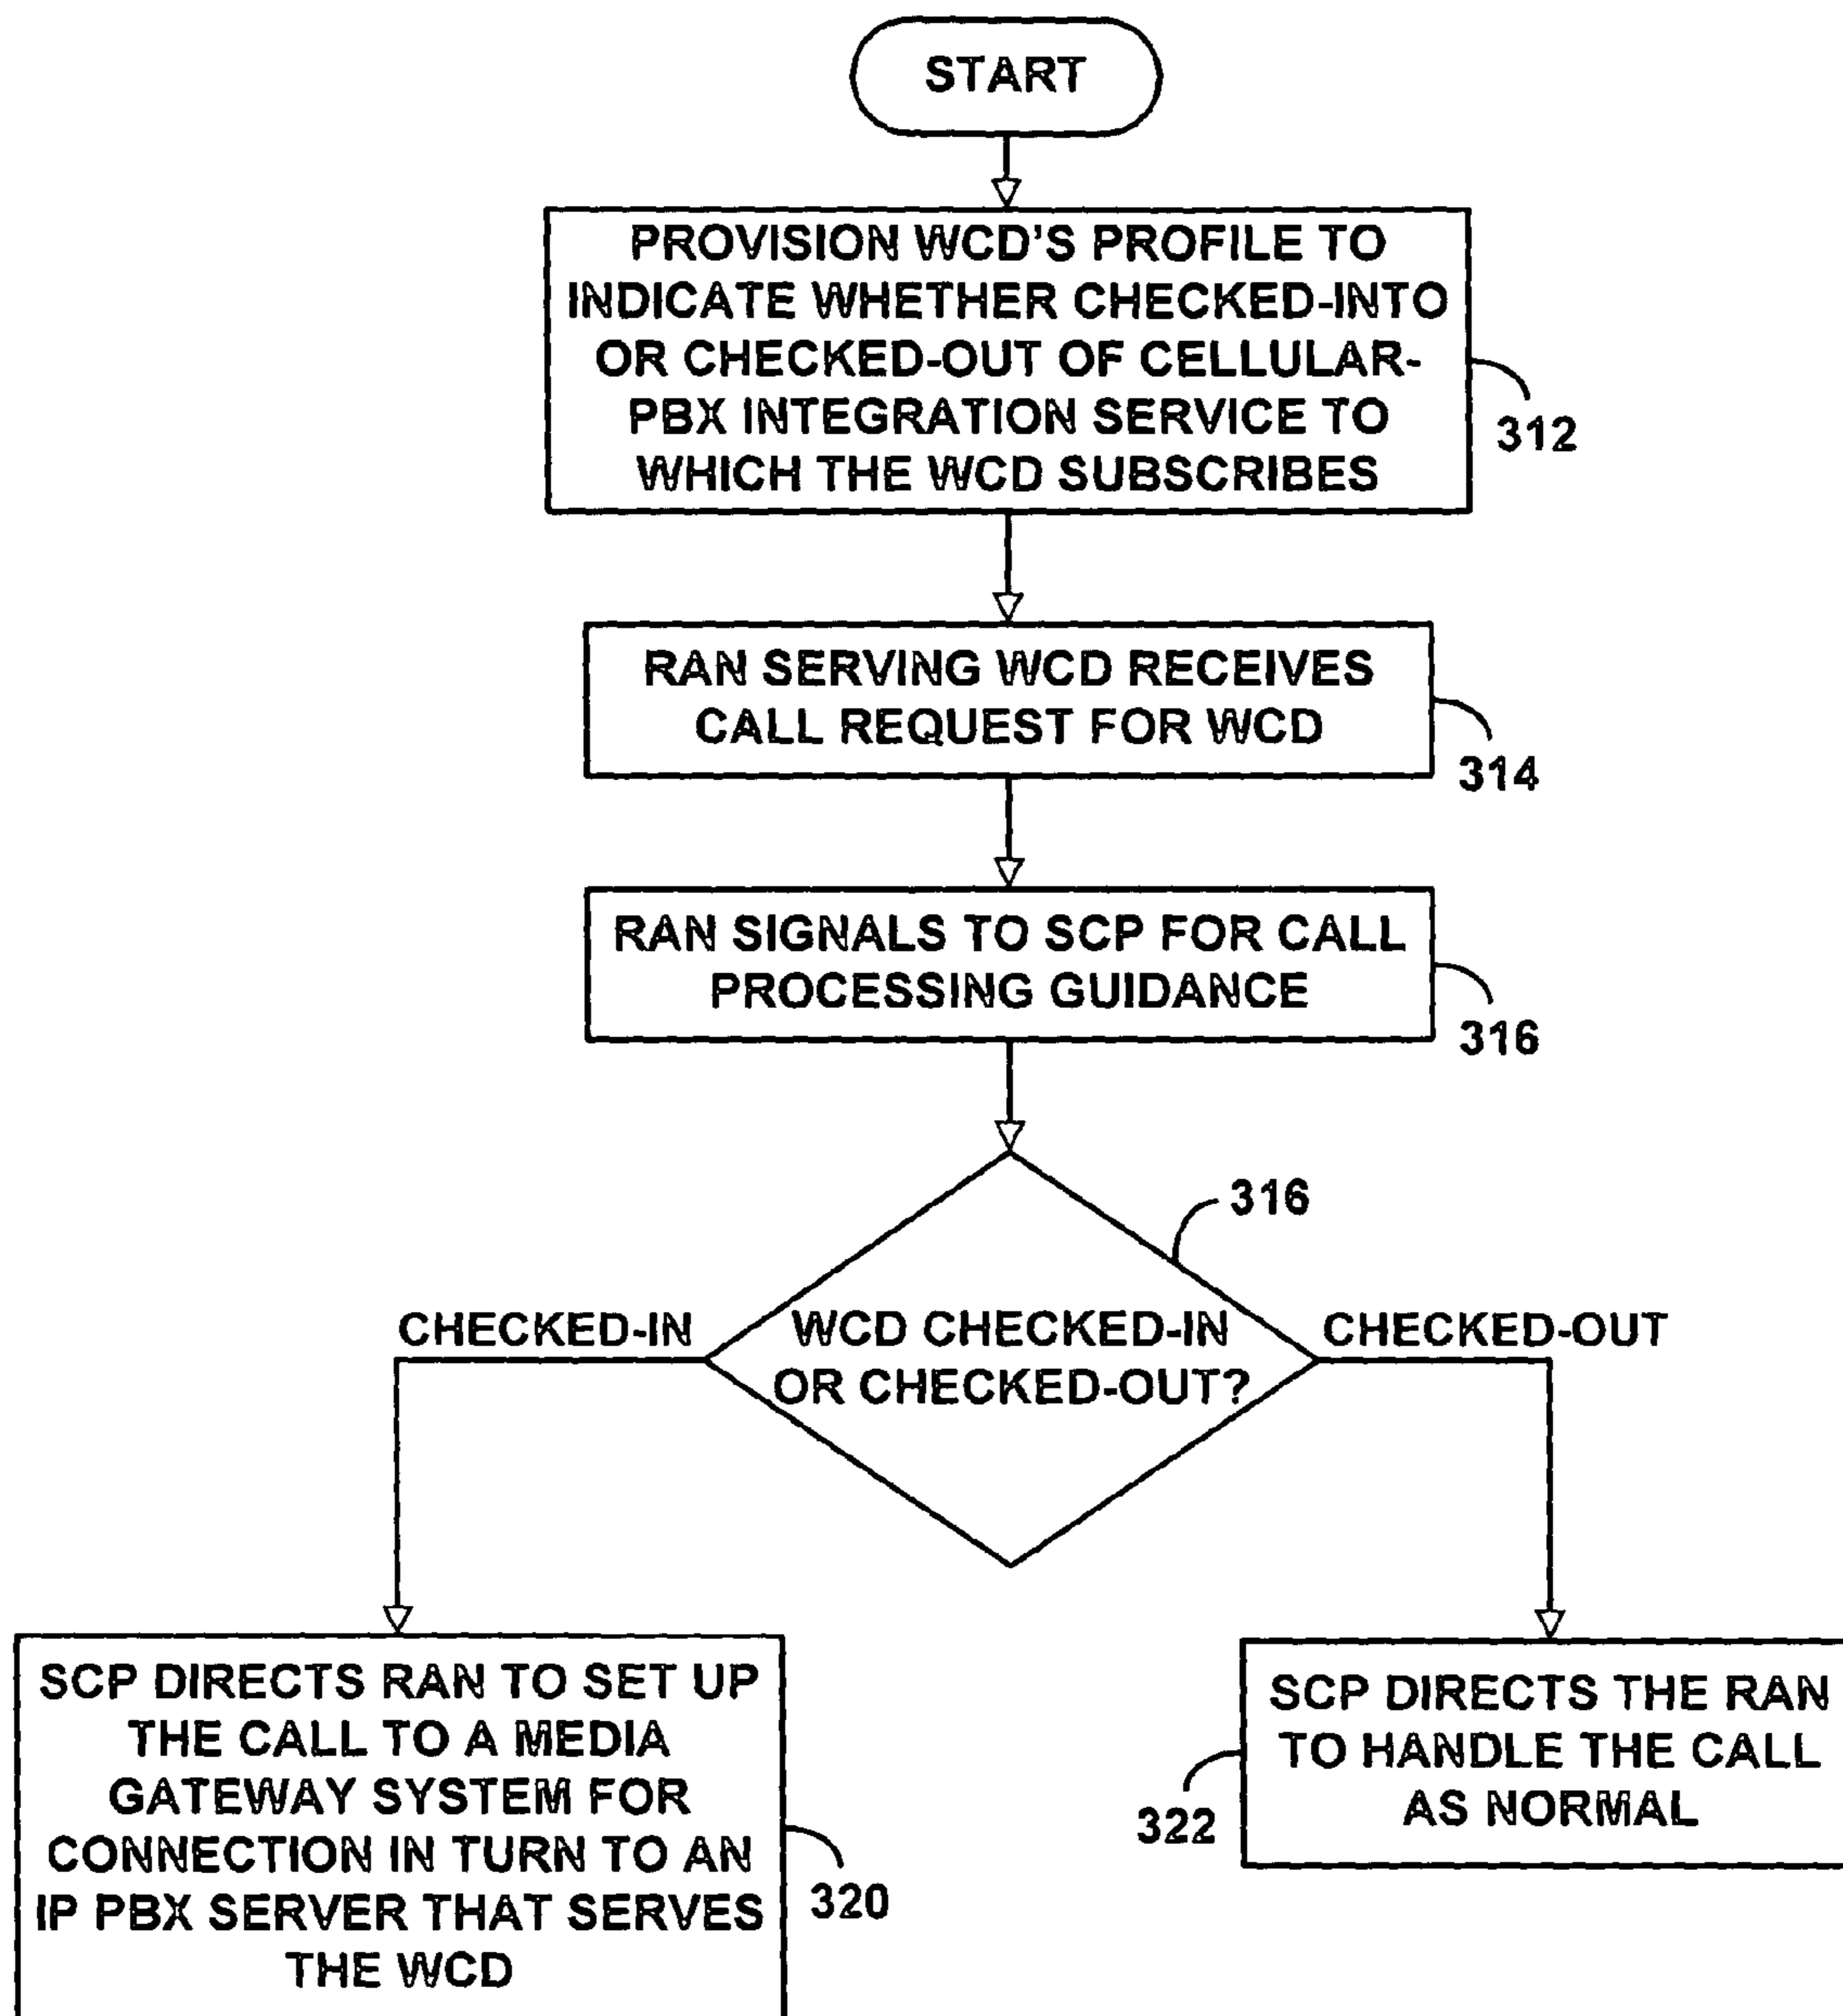 START
PROVISION WCD'S PROFILE TO
INDICATE WHETHER CHECKED-INTO
OR CHECKED-OUT OF CELLULAR-
PBX INTEGRATION SERVICE TO
WHICH THE WCD SUBSCRIBES
312
RAN SERVING WCD RECEIVES
CALL REQUEST FOR WCD
314
RAN SIGNALS TO SCP FOR CALL
PROCESSING GUIDANCE
316
316
WCD CHECKED-IN
OR CHECKED-OUT?
CHECKED-IN
CHECKED-OUT
SCP DIRECTS RAN TO SET UP
THE CALL TO A MEDIA
GATEWAY SYSTEM FOR
CONNECTION IN TURN TO AN
IP PBX SERVER THAT SERVES
THE WCD
320
SCP DIRECTS THE RAN
TO HANDLE THE CALL
AS NORMAL
322